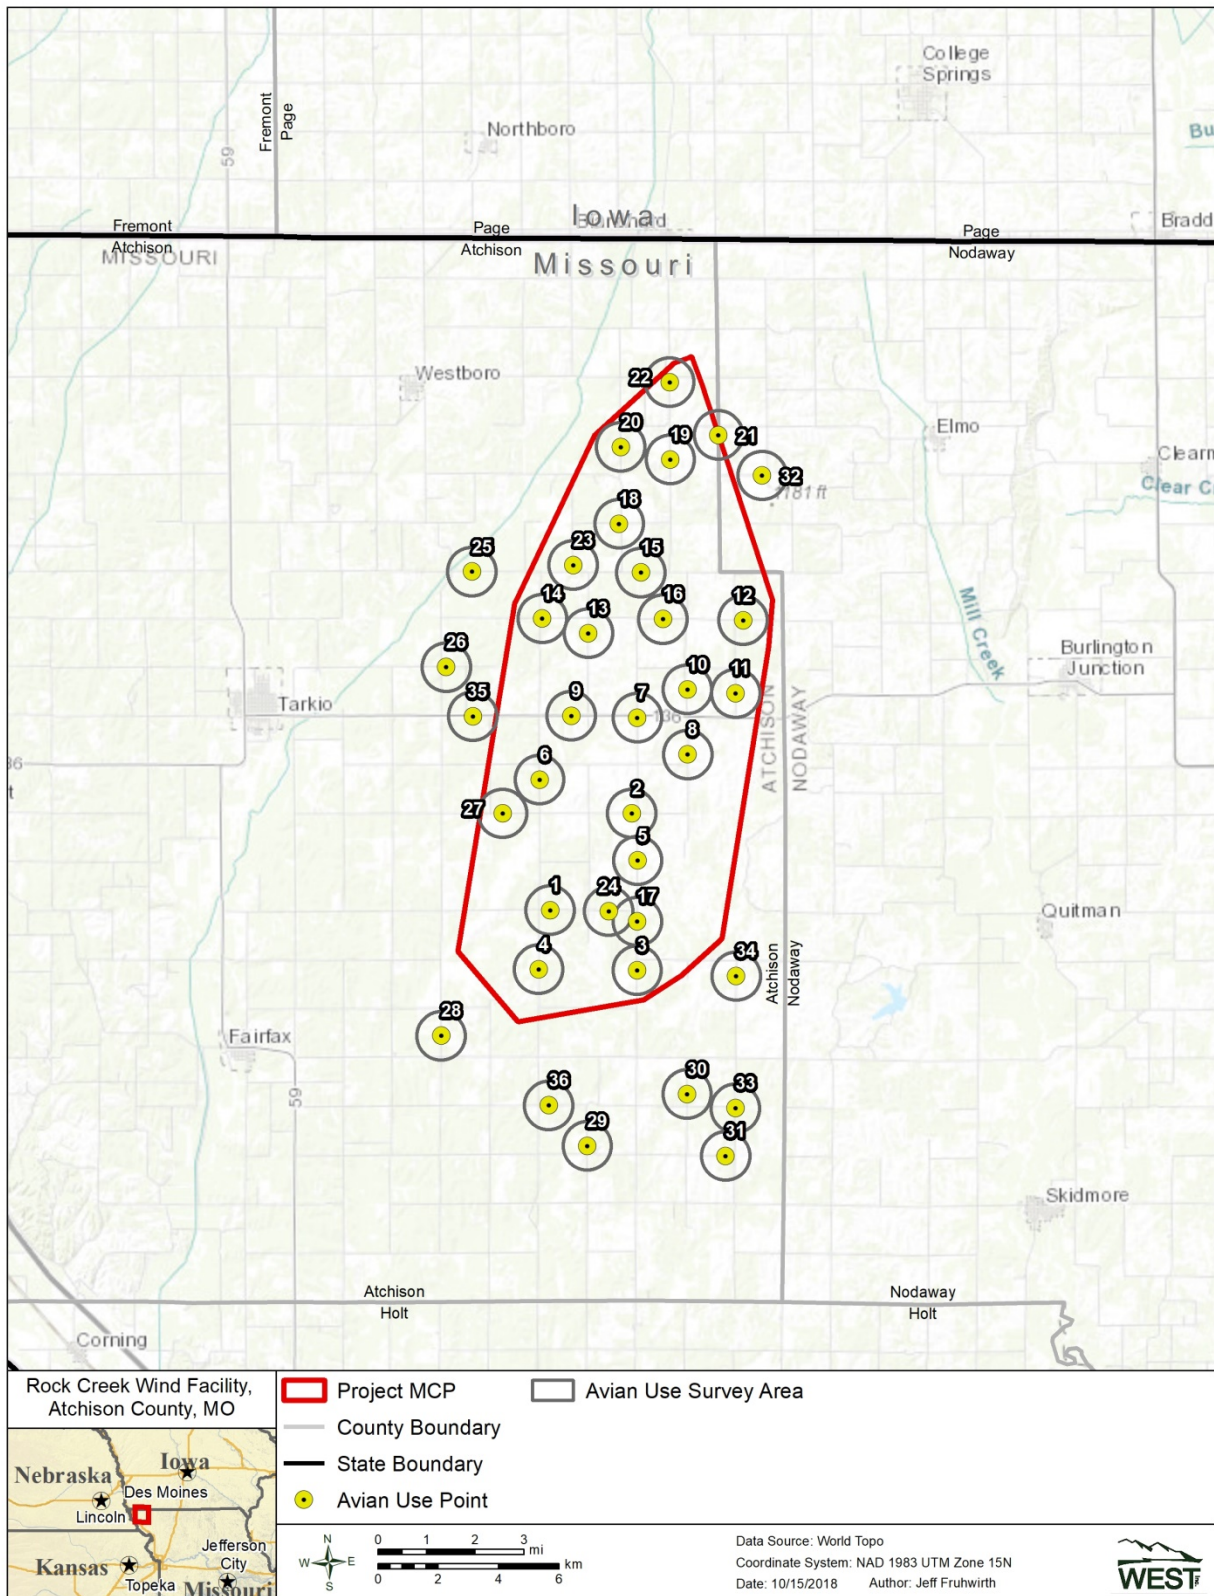 College
Springs
Fremont
Page
59
Northboro
Bu
Iowa
Blanchard
Bradd
Fremont
Atchison
Page
Atchison
Page
Nodaway
MISSOURI
Missouri
Westboro
22
20
19
21
Elmo
32
Clearm
1181 ft
Clear C
18
23
15
25
14
13
16
12
Mill Creek
26
10
11
Burlington
Junction
Tarkio
35
9
7
136
8
ATCHISON
NODAWAY
36
t
6
27
2
5
1
24
17
Quitman
4
3
34
Atchison
Nodaway
28
Fairfax
59
36
30
33
29
31
Skidmore
Atchison
Holt
Nodaway
Holt
Corning
Rock Creek Wind Facility,
Atchison County, MO
Project MCP
Avian Use Survey Area
County Boundary
State Boundary
Avian Use Point
Nebraska
Iowa
Des Moines
Lincoln
Kansas
Topeka
Jefferson
City
Missouri
N
W E
S
0 1 2 3
mi
km
0 2 4 6
Data Source: World Topo
Coordinate System: NAD 1983 UTM Zone 15N
Date: 10/15/2018 Author: Jeff Fruhwirth
WEST